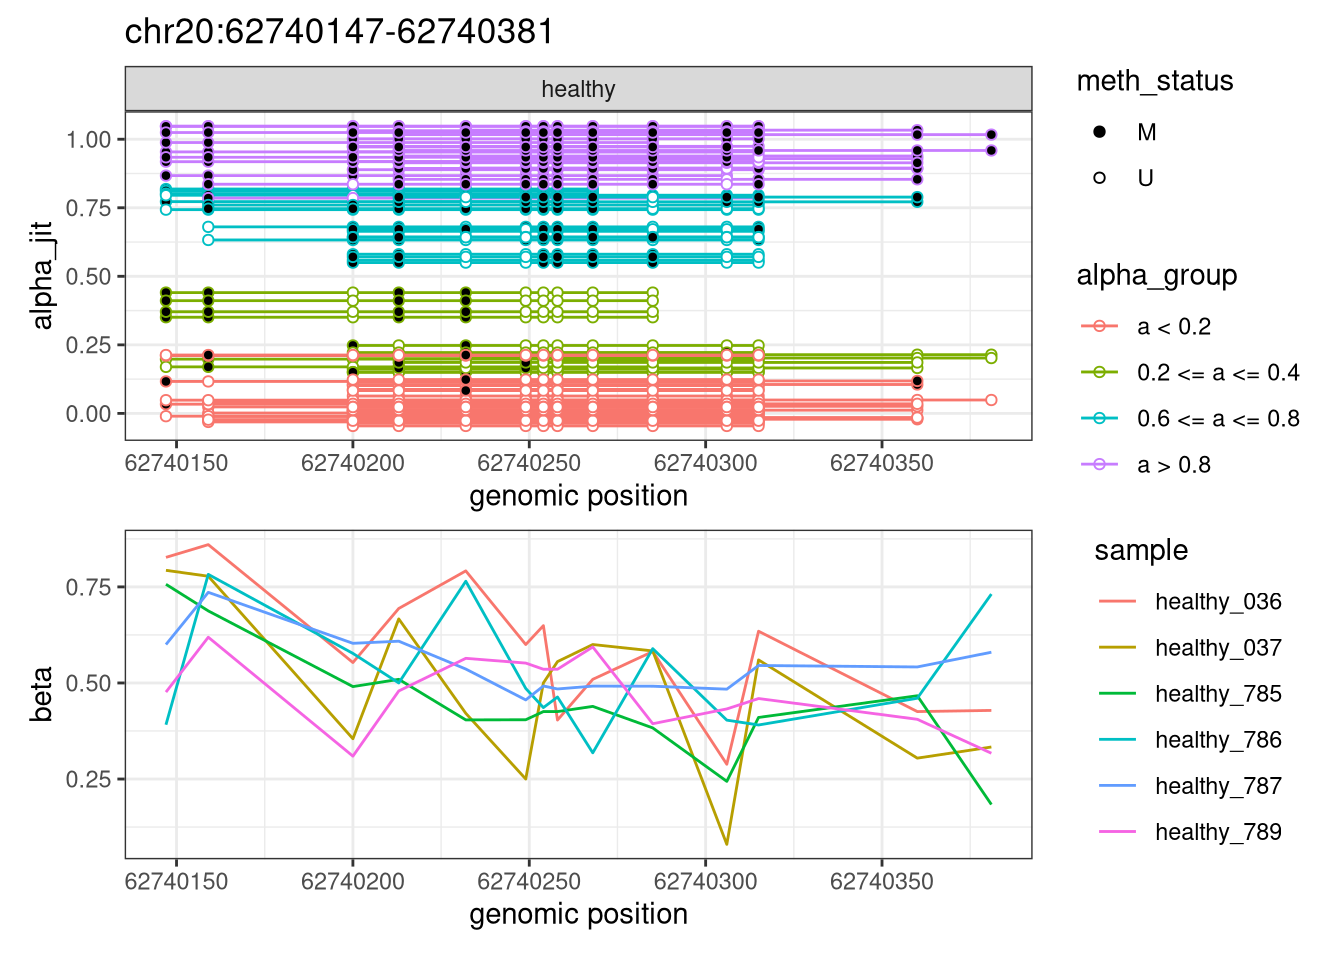 chr20:62740147-62740381
healthy
alpha_jit
1.00
0.75
0.50
0.25
0.00
62740150 62740200 62740250 62740300 62740350
genomic position
meth_status
M
U
alpha_group
a < 0.2
0.2 <= a <= 0.4
0.6 <= a <= 0.8
a > 0.8
beta
0.75
0.50
0.25
62740150 62740200 62740250 62740300 62740350
genomic position
sample
healthy_036
healthy_037
healthy_785
healthy_786
healthy_787
healthy_789